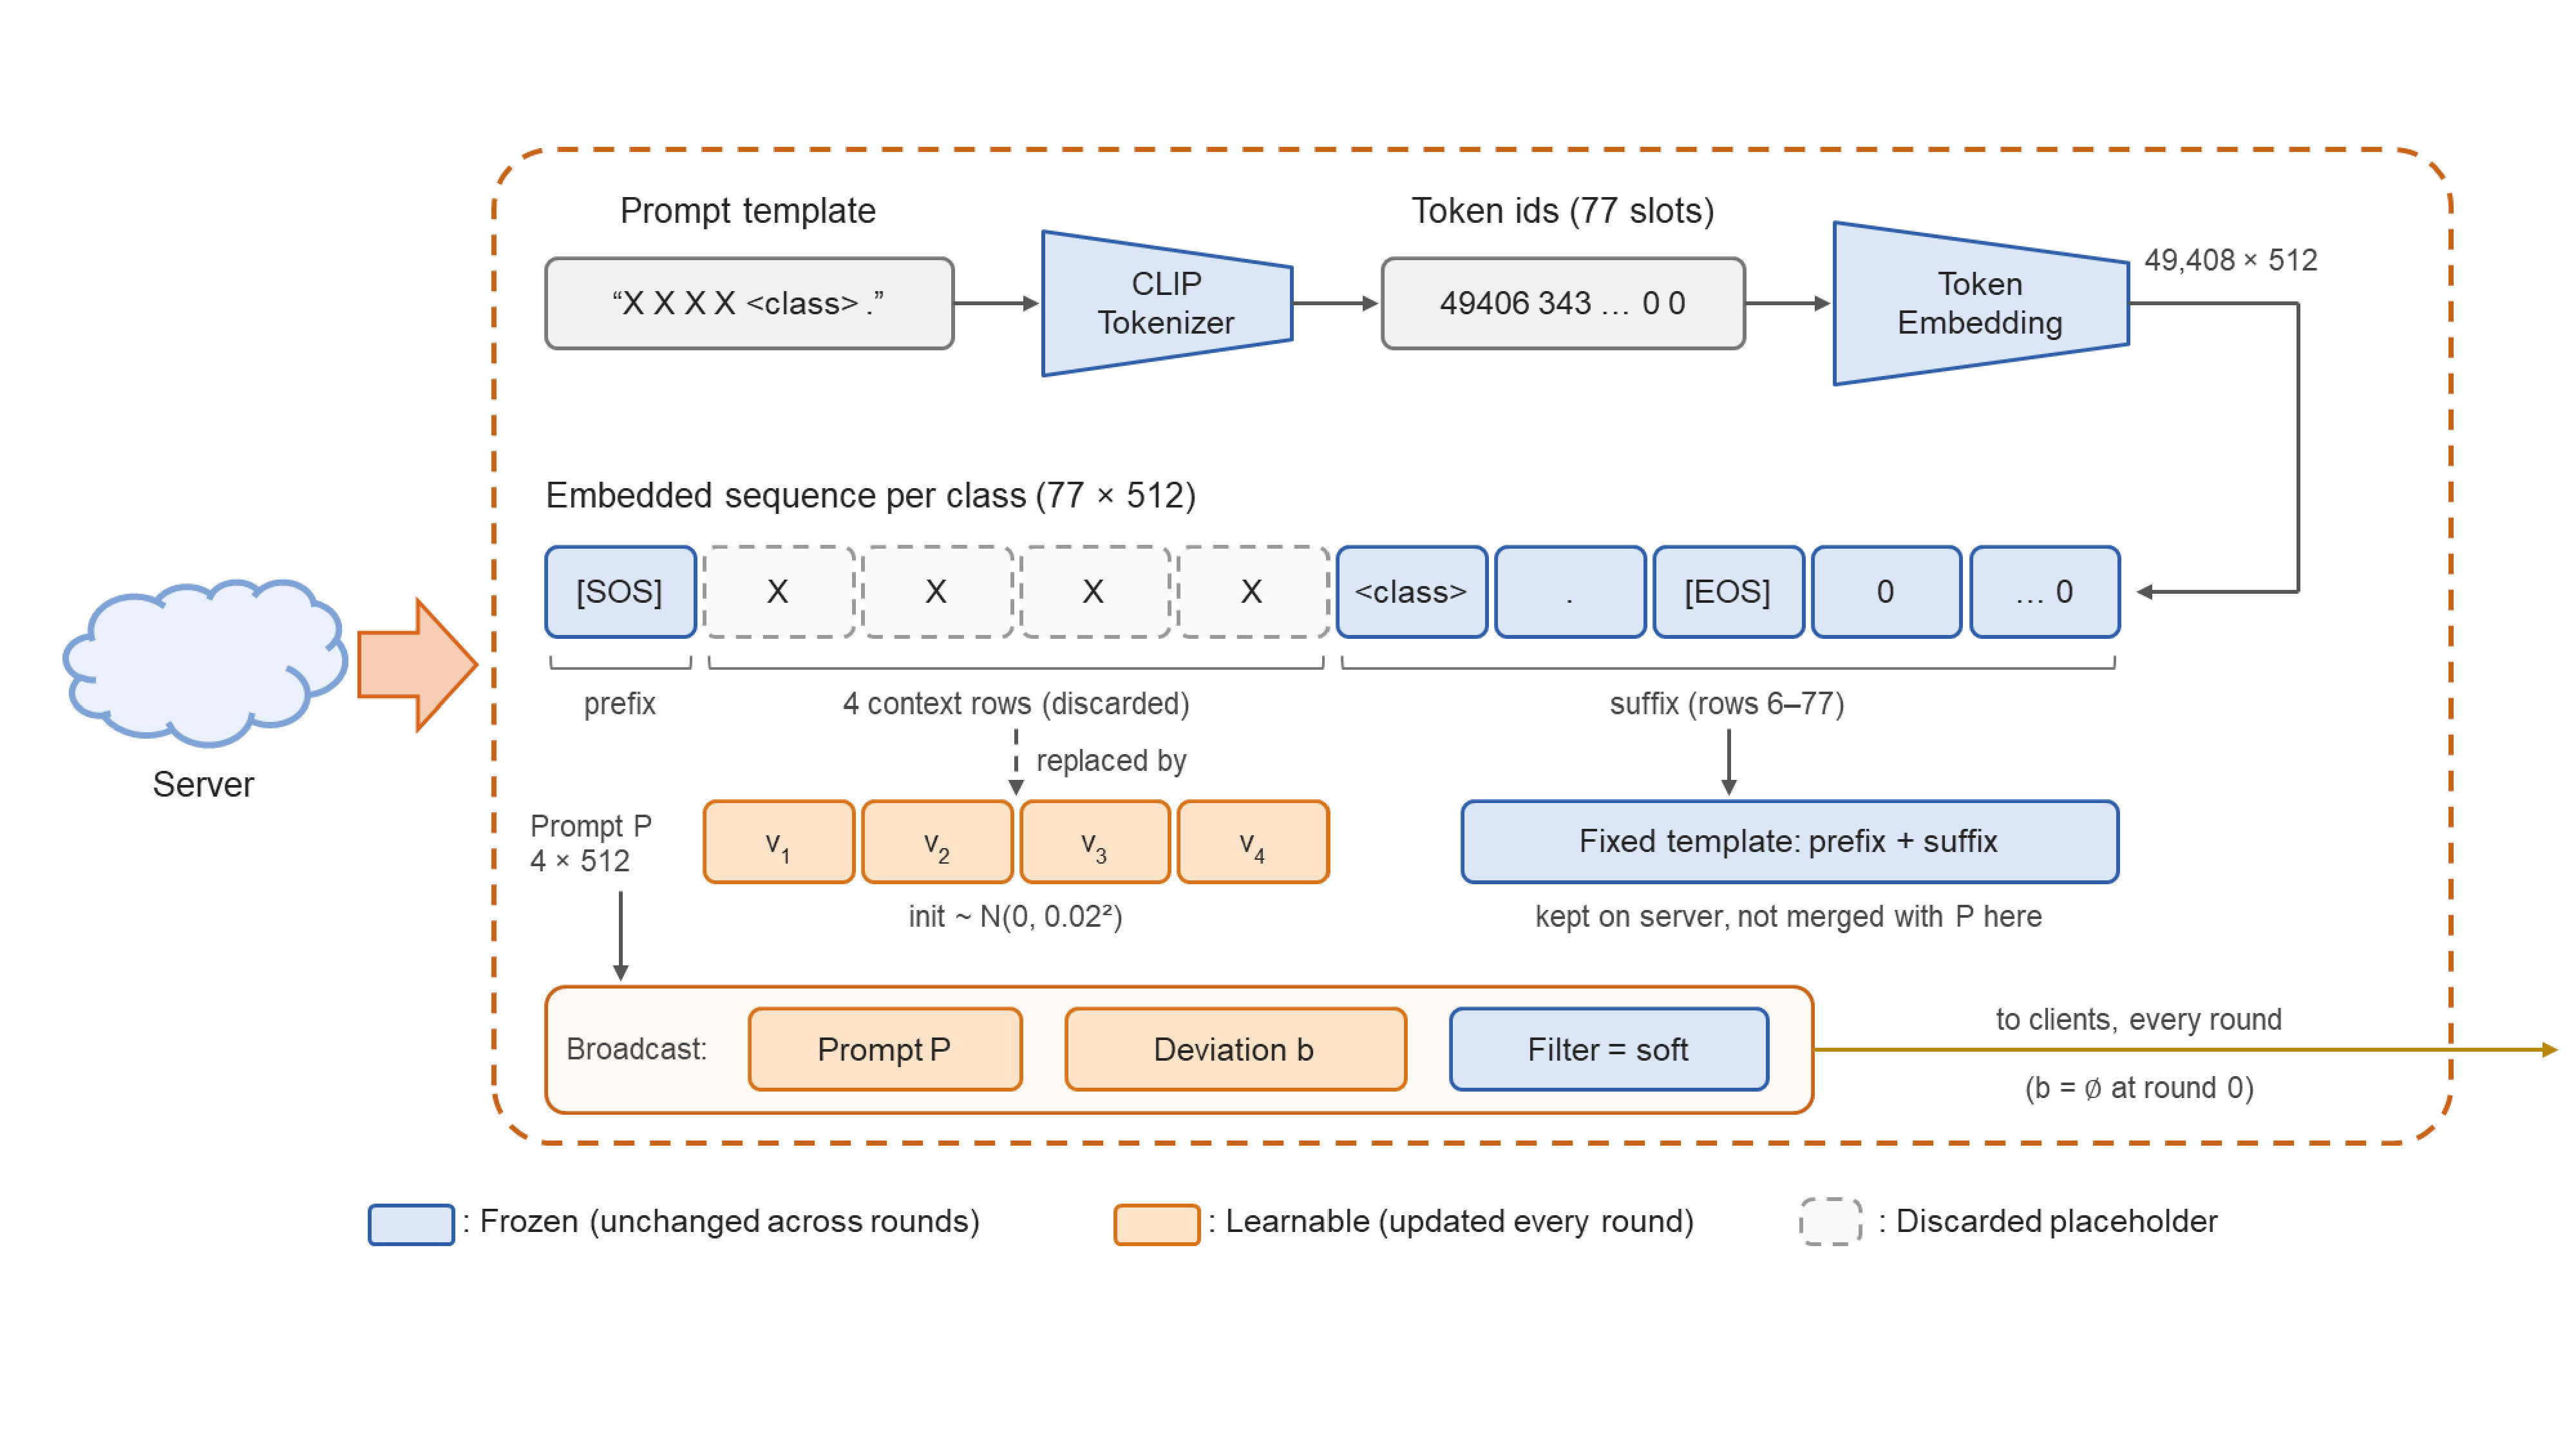 Prompt template
Token ids (77 slots)
“X X X X <class> .”
CLIP
Tokenizer
49406 343 … 0 0
Token
Embedding
49,408 × 512
Embedded sequence per class (77 × 512)
[SOS] X X X X <class> . [EOS] 0 … 0
prefix
4 context rows (discarded)
suffix (rows 6–77)
replaced by
Server
Prompt P
4 × 512
v1 v2 v3 v4
Fixed template: prefix + suffix
init ~ N(0, 0.02²)
kept on server, not merged with P here
Broadcast: Prompt P Deviation b Filter = soft
to clients, every round
(b = ∅ at round 0)
: Frozen (unchanged across rounds)
: Learnable (updated every round)
: Discarded placeholder